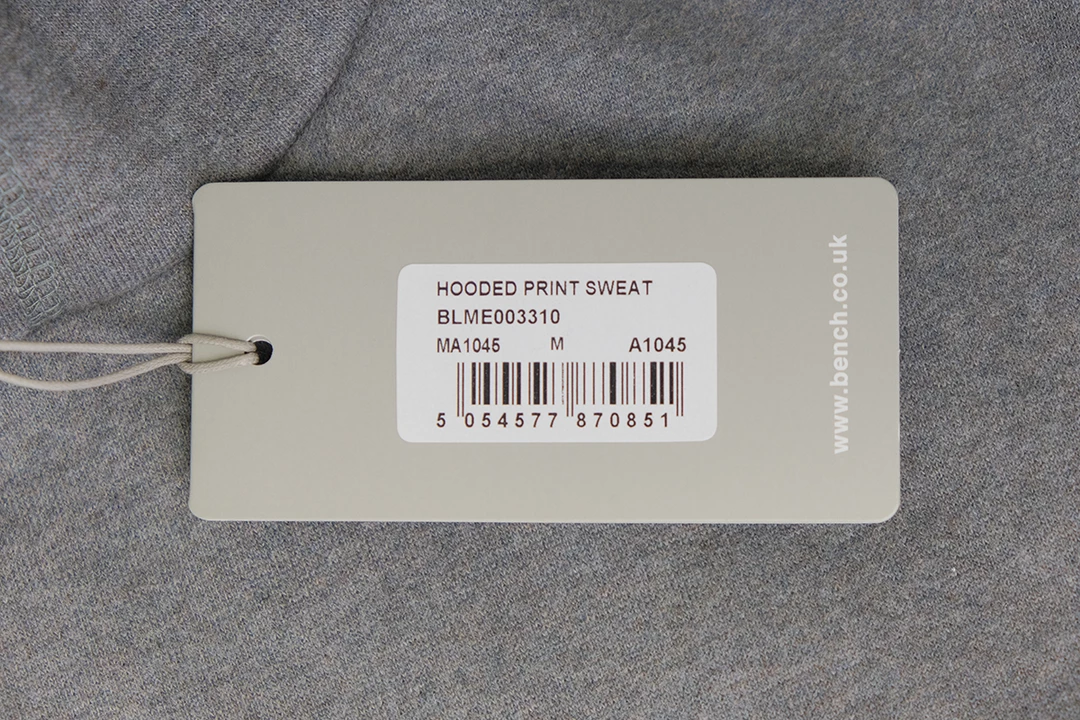 HOODED PRINT SWEAT
BLME003310
MA1045 M A1045
5 054577 870851
www.bench.co.uk